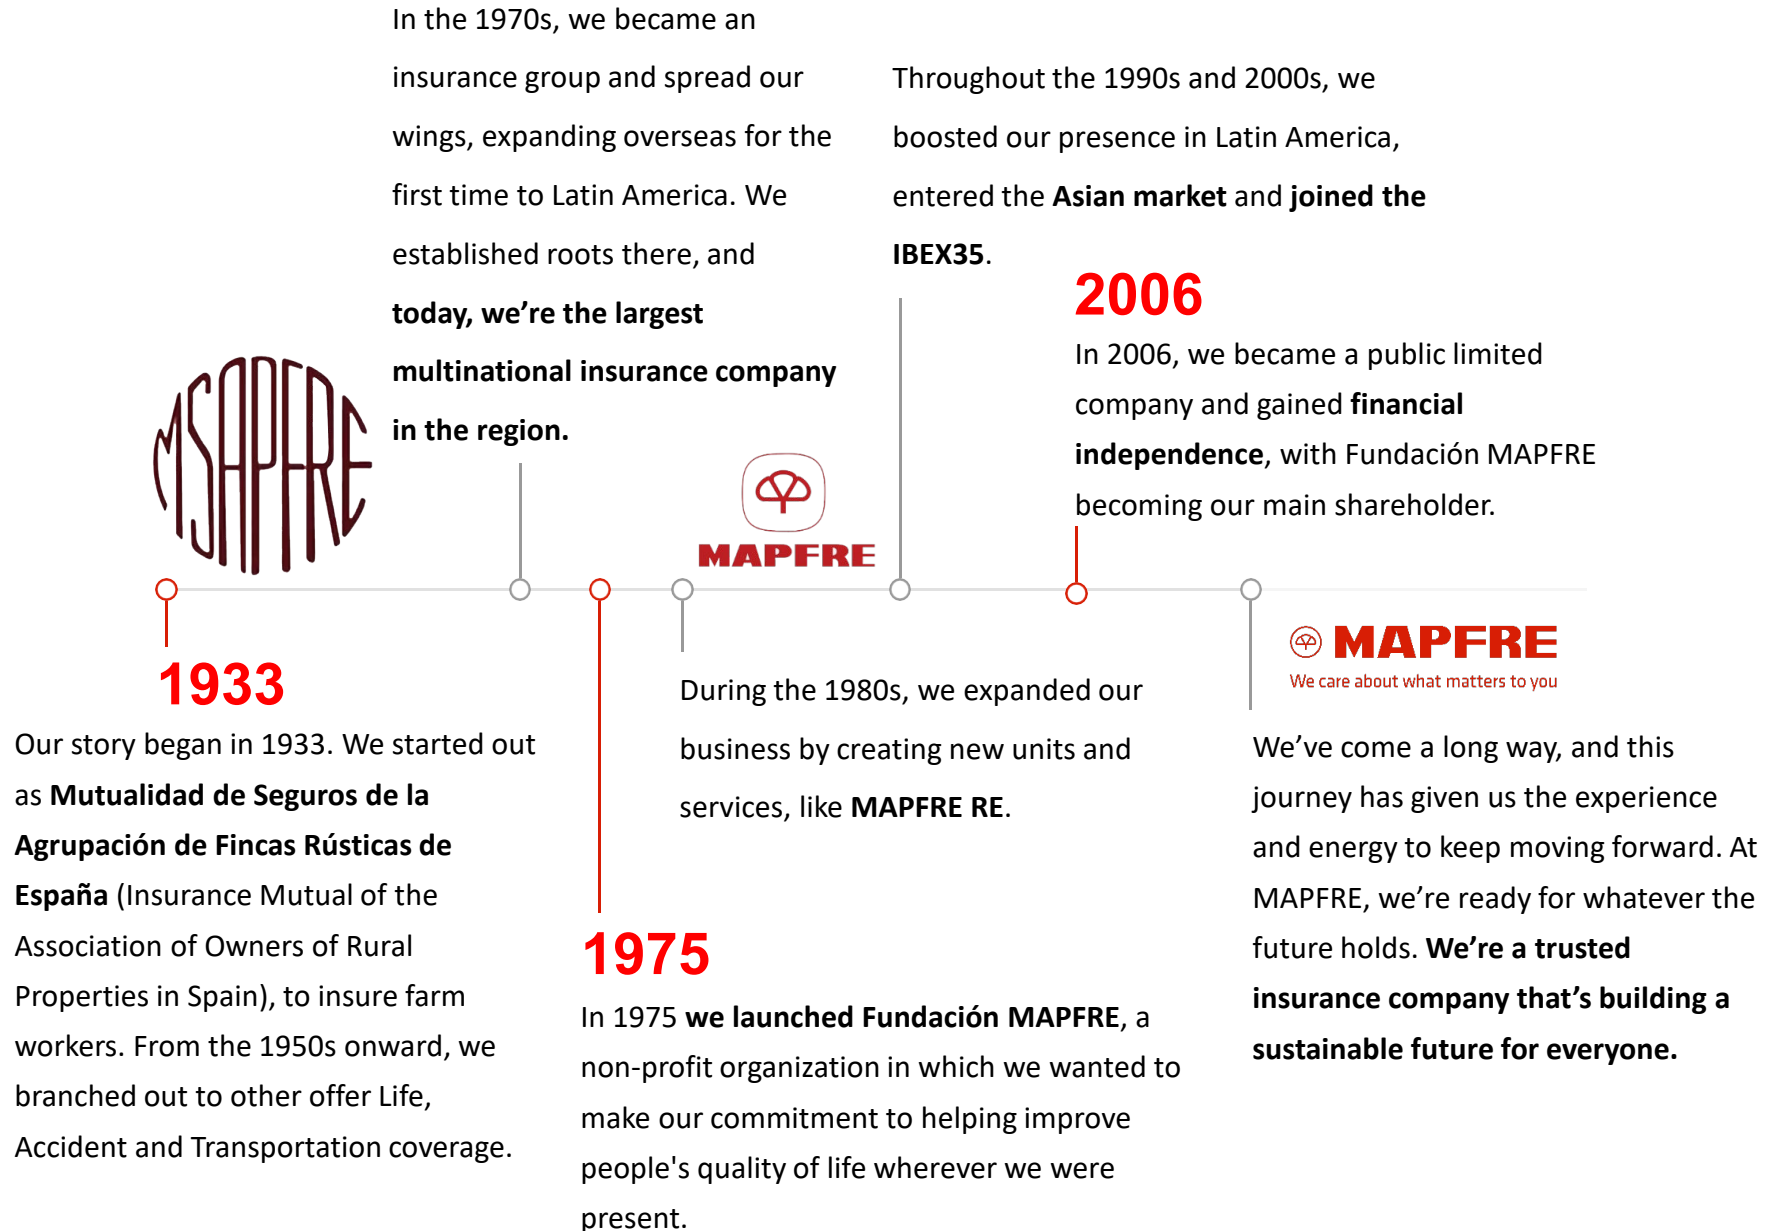 In the 1970s, we became an
insurance group and spread our
wings, expanding overseas for the
first time to Latin America. We
established roots there, and
today, we’re the largest
multinational insurance company
in the region.
Throughout the 1990s and 2000s, we
boosted our presence in Latin America,
entered the Asian market and joined the
IBEX35.
2006
In 2006, we became a public limited
company and gained financial
independence, with Fundación MAPFRE
becoming our main shareholder.
MSAPFRE
MAPFRE
1933
Our story began in 1933. We started out
as Mutualidad de Seguros de la
Agrupación de Fincas Rústicas de
España (Insurance Mutual of the
Association of Owners of Rural
Properties in Spain), to insure farm
workers. From the 1950s onward, we
branched out to other offer Life,
Accident and Transportation coverage.
1975
In 1975 we launched Fundación MAPFRE, a
non-profit organization in which we wanted to
make our commitment to helping improve
people's quality of life wherever we were
present.
During the 1980s, we expanded our
business by creating new units and
services, like MAPFRE RE.
MAPFRE
We care about what matters to you
We’ve come a long way, and this
journey has given us the experience
and energy to keep moving forward. At
MAPFRE, we’re ready for whatever the
future holds. We’re a trusted
insurance company that’s building a
sustainable future for everyone.